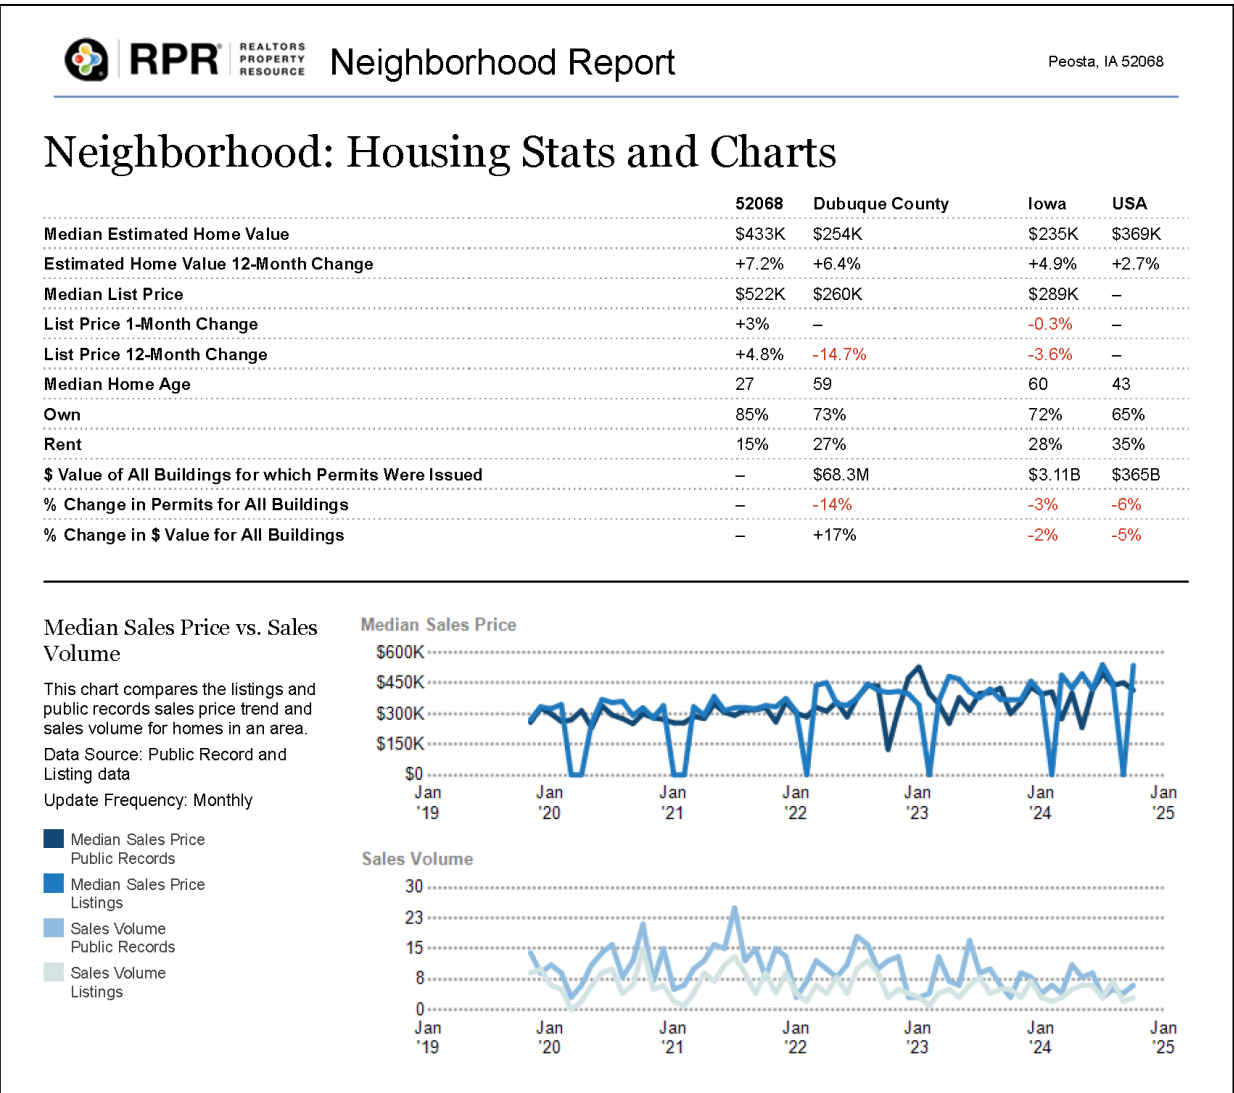 RPR® REALTORS PROPERTY RESOURCE Neighborhood Report Peosta, IA 52068
Neighborhood: Housing Stats and Charts
52068 Dubuque County Iowa USA
Median Estimated Home Value $433K $254K $235K $369K
Estimated Home Value 12-Month Change +7.2% +6.4% +4.9% +2.7%
Median List Price $522K $260K $289K –
List Price 1-Month Change +3% – -0.3% –
List Price 12-Month Change +4.8% -14.7% -3.6% –
Median Home Age 27 59 60 43
Own 85% 73% 72% 65%
Rent 15% 27% 28% 35%
$ Value of All Buildings for which Permits Were Issued – $68.3M $3.11B $365B
% Change in Permits for All Buildings – -14% -3% -6%
% Change in $ Value for All Buildings – +17% -2% -5%
Median Sales Price vs. Sales
Volume
This chart compares the listings and
public records sales price trend and
sales volume for homes in an area.
Data Source: Public Record and
Listing data
Update Frequency: Monthly
Median Sales Price
Public Records
Median Sales Price
Listings
Sales Volume
Public Records
Sales Volume
Listings
Median Sales Price
$600K
$450K
$300K
$150K
$0
Jan Jan Jan Jan Jan Jan Jan
'19 '20 '21 '22 '23 '24 '25
Sales Volume
30
23
15
8
0
Jan Jan Jan Jan Jan Jan Jan
'19 '20 '21 '22 '23 '24 '25